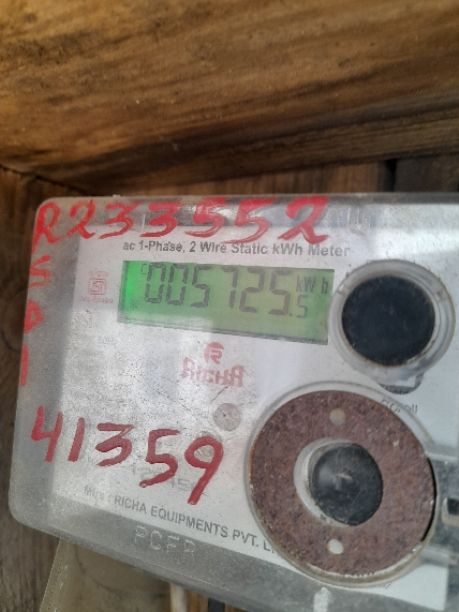 R233552
ac 1-Phase, 2 Wire Static kWh Meter
005725.5 kWh
RICHA
41359
RICHA EQUIPMENTS PVT. L